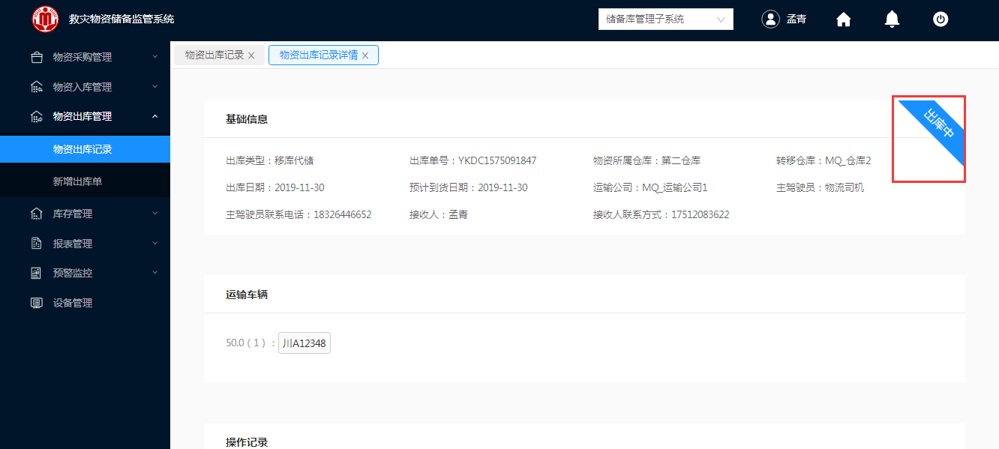 救灾物资储备监管系统
储备库管理子系统
孟青
物资采购管理
物资入库管理
物资出库管理
物资出库记录
新增出库单
库存管理
报表管理
预警监控
设备管理
物资出库记录
物资出库记录详情
基础信息
出库中
出库类型：移库代储 出库单号：YKDC1575091847 物资所属仓库：第二仓库 转移仓库：MQ_仓库2
出库日期：2019-11-30 预计到货日期：2019-11-30 运输公司：MQ_运输公司1 主驾驶员：物流司机
主驾驶员联系电话：18326446652 接收人：孟青 接收人联系方式：17512083622
运输车辆
50.0（1）：川A12348
操作记录